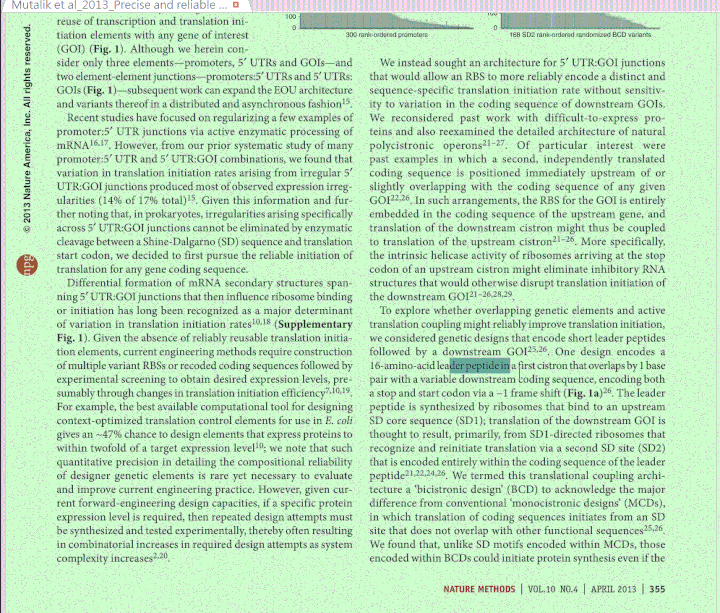 Mutalik et al_2013_Precise and reliable ...
© 2013 Nature America, Inc. All rights reserved.
npg
reuse of transcription and translation ini-
tiation elements with any gene of interest
(GOI) (Fig. 1). Although we herein con-
sider only three elements—promoters, 5′ UTRs and GOIs—and
two element-element junctions—promoters:5′ UTRs and 5′ UTRs:
GOIs (Fig. 1)—subsequent work can expand the EOU architecture
and variants thereof in a distributed and asynchronous fashion15.
Recent studies have focused on regularizing a few examples of
promoter:5′ UTR junctions via active enzymatic processing of
mRNA16,17. However, from our prior systematic study of many
promoter:5′ UTR and 5′ UTR:GOI combinations, we found that
variation in translation initiation rates arising from irregular 5′
UTR:GOI junctions produced most of observed expression irreg-
ularities (14% of 17% total)15. Given this information and fur-
ther noting that, in prokaryotes, irregularities arising specifically
across 5′ UTR:GOI junctions cannot be eliminated by enzymatic
cleavage between a Shine-Dalgarno (SD) sequence and translation
start codon, we decided to first pursue the reliable initiation of
translation for any gene coding sequence.
Differential formation of mRNA secondary structures span-
ning 5′ UTR:GOI junctions that then influence ribosome binding
or initiation has long been recognized as a major determinant
of variation in translation initiation rates10,18 (Supplementary
Fig. 1). Given the absence of reliably reusable translation initia-
tion elements, current engineering methods require construction
of multiple variant RBSs or recoded coding sequences followed by
experimental screening to obtain desired expression levels, pre-
sumably through changes in translation initiation efficiency7,10,19.
For example, the best available computational tool for designing
context-optimized translation control elements for use in E. coli
gives an ~47% chance to design elements that express proteins to
within twofold of a target expression level10; we note that such
quantitative precision in detailing the compositional reliability
of designer genetic elements is rare yet necessary to evaluate
and improve current engineering practice. However, given cur-
rent forward-engineering design capacities, if a specific protein
expression level is required, then repeated design attempts must
be synthesized and tested experimentally, thereby often resulting
in combinatorial increases in required design attempts as system
complexity increases2,20.
100
0
300 rank-ordered promoters
100
0
168 SD2 rank-ordered randomized BCD variants
We instead sought an architecture for 5′ UTR:GOI junctions
that would allow an RBS to more reliably encode a distinct and
sequence-specific translation initiation rate without sensitiv-
ity to variation in the coding sequence of downstream GOIs.
We reconsidered past work with difficult-to-express pro-
teins and also reexamined the detailed architecture of natural
polycistronic operons21–27. Of particular interest were
past examples in which a second, independently translated
coding sequence is positioned immediately upstream of or
slightly overlapping with the coding sequence of any given
GOI22,26. In such arrangements, the RBS for the GOI is entirely
embedded in the coding sequence of the upstream gene, and
translation of the downstream cistron might thus be coupled
to translation of the upstream cistron21–26. More specifically,
the intrinsic helicase activity of ribosomes arriving at the stop
codon of an upstream cistron might eliminate inhibitory RNA
structures that would otherwise disrupt translation initiation of
the downstream GOI21–26,28,29.
To explore whether overlapping genetic elements and active
translation coupling might reliably improve translation initiation,
we considered genetic designs that encode short leader peptides
followed by a downstream GOI25,26. One design encodes a
16-amino-acid leader peptide in a first cistron that overlaps by 1 base
pair with a variable downstream coding sequence, encoding both
a stop and start codon via a −1 frame shift (Fig. 1a)26. The leader
peptide is synthesized by ribosomes that bind to an upstream
SD core sequence (SD1); translation of the downstream GOI is
thought to result, primarily, from SD1-directed ribosomes that
recognize and reinitiate translation via a second SD site (SD2)
that is encoded entirely within the coding sequence of the leader
peptide21,22,24,26. We termed this translational coupling archi-
tecture a 'bicistronic design' (BCD) to acknowledge the major
difference from conventional 'monocistronic designs' (MCDs),
in which translation of coding sequences initiates from an SD
site that does not overlap with other functional sequences25,26.
We found that, unlike SD motifs encoded within MCDs, those
encoded within BCDs could initiate protein synthesis even if the
NATURE METHODS | VOL.10 NO.4 | APRIL 2013 | 355